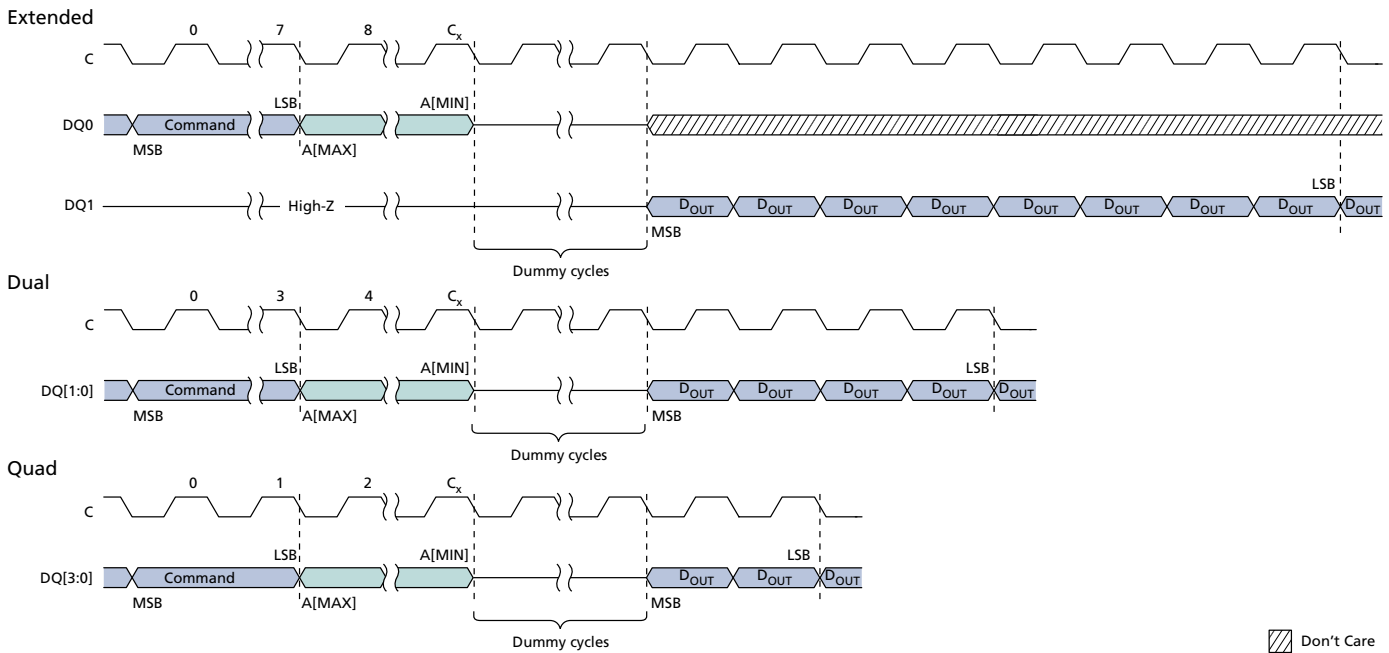 Extended
0 7 8 Cx
C
LSB A[MIN]
DQ0 Command
MSB A[MAX]
LSB
DQ1 High-Z DOUT DOUT DOUT DOUT DOUT DOUT DOUT DOUT DOUT
MSB
Dummy cycles
Dual
0 3 4 Cx
C
LSB A[MIN] LSB
DQ[1:0] Command DOUT DOUT DOUT DOUT DOUT
MSB A[MAX] MSB
Dummy cycles
Quad
0 1 2 Cx
C
LSB A[MIN] LSB
DQ[3:0] Command DOUT DOUT DOUT
MSB A[MAX] MSB
Dummy cycles
Don't Care